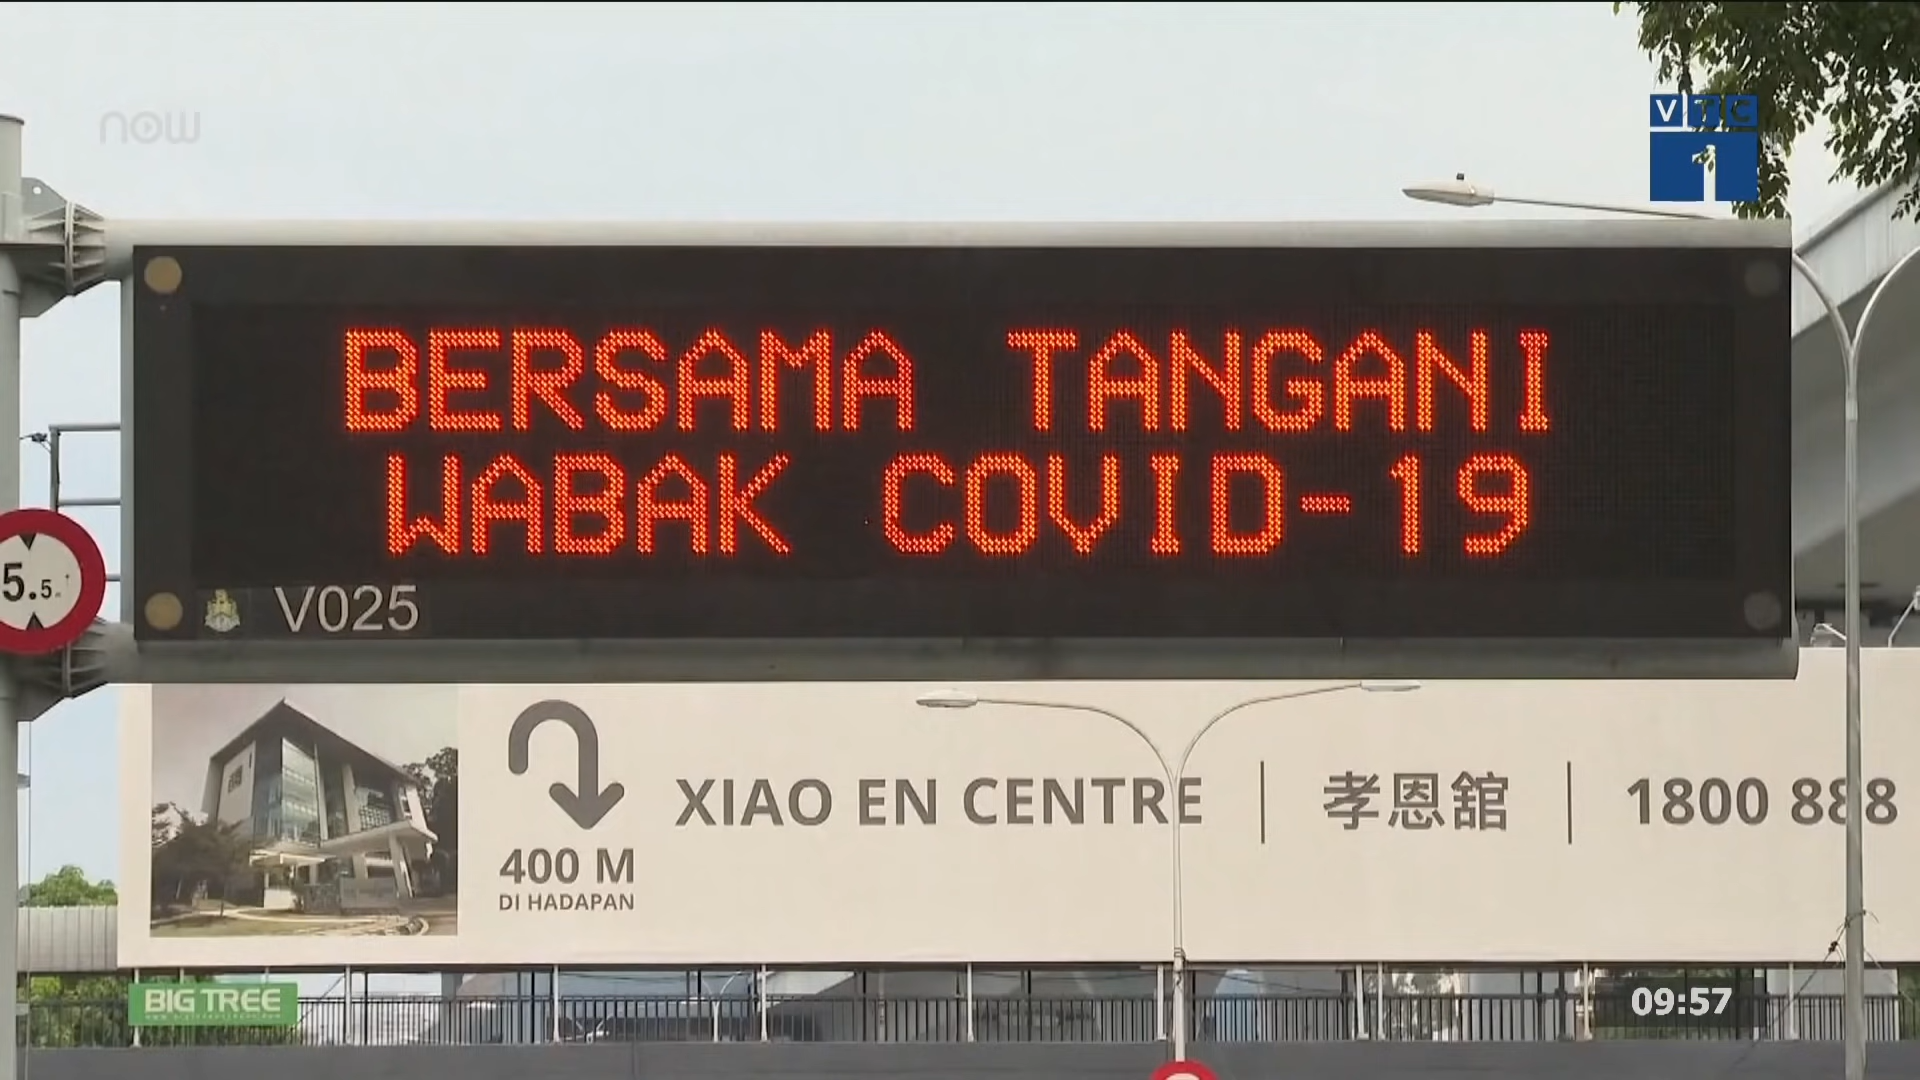 now
VTC
1
BERSAMA TANGANI
WABAK COVID-19
5.5
V025
400 M
DI HADAPAN
XIAO EN CENTRE | 孝恩舘 | 1800 888
BIG TREE
09:57